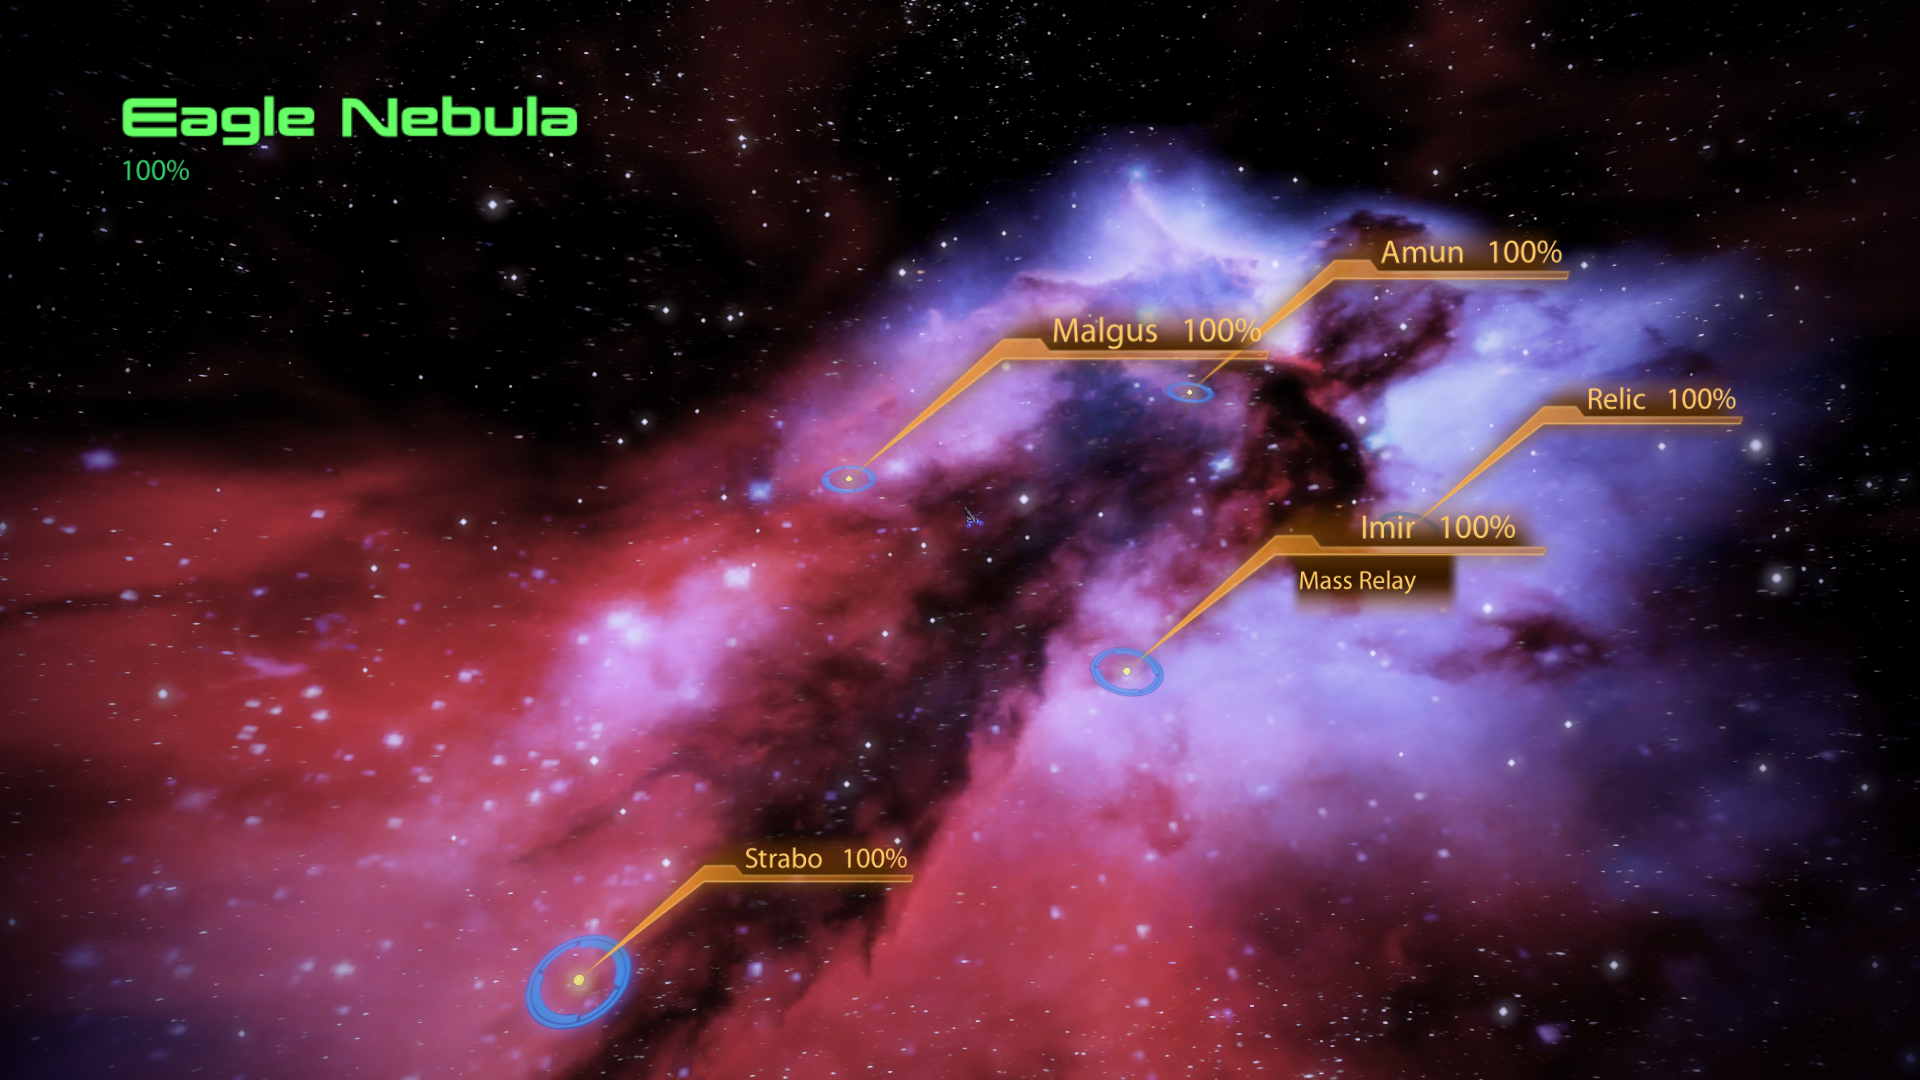 Eagle Nebula
100%
Amun 100%
Malgus 100%
Relic 100%
Imir 100%
Mass Relay
Strabo 100%